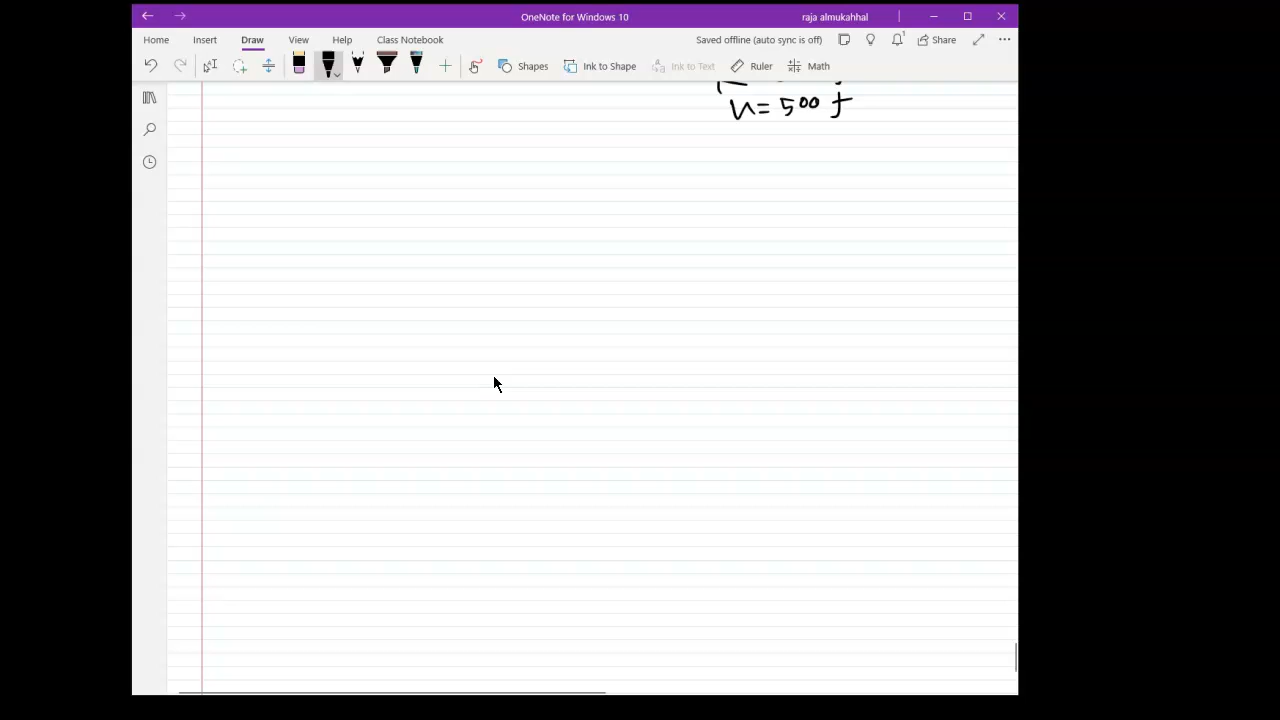 OneNote for Windows 10
raja almukahhal
Home Insert Draw View Help Class Notebook
Saved offline (auto sync is off)
Share
Shapes Ink to Shape Ink to Text Ruler Math
h = 500 f